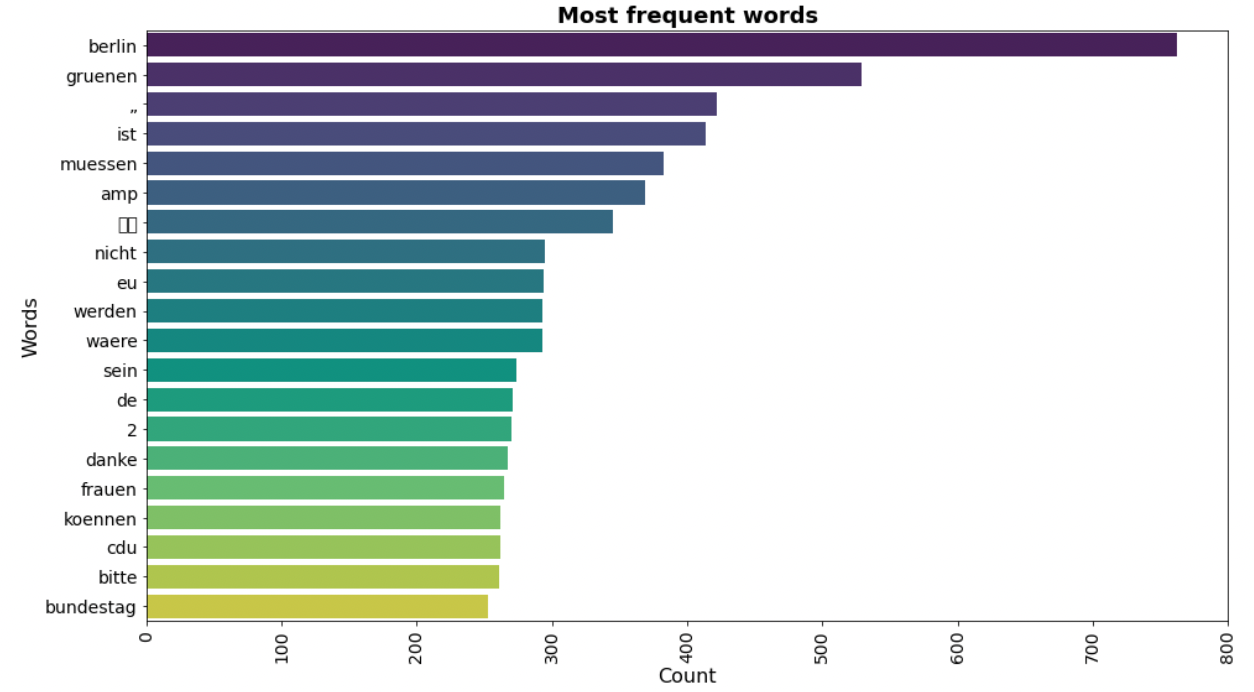 Most frequent words
berlin
gruenen
„
ist
muessen
amp
nicht
eu
werden
waere
sein
de
2
danke
frauen
koennen
cdu
bitte
bundestag
Words
0 100 200 300 400 500 600 700 800
Count